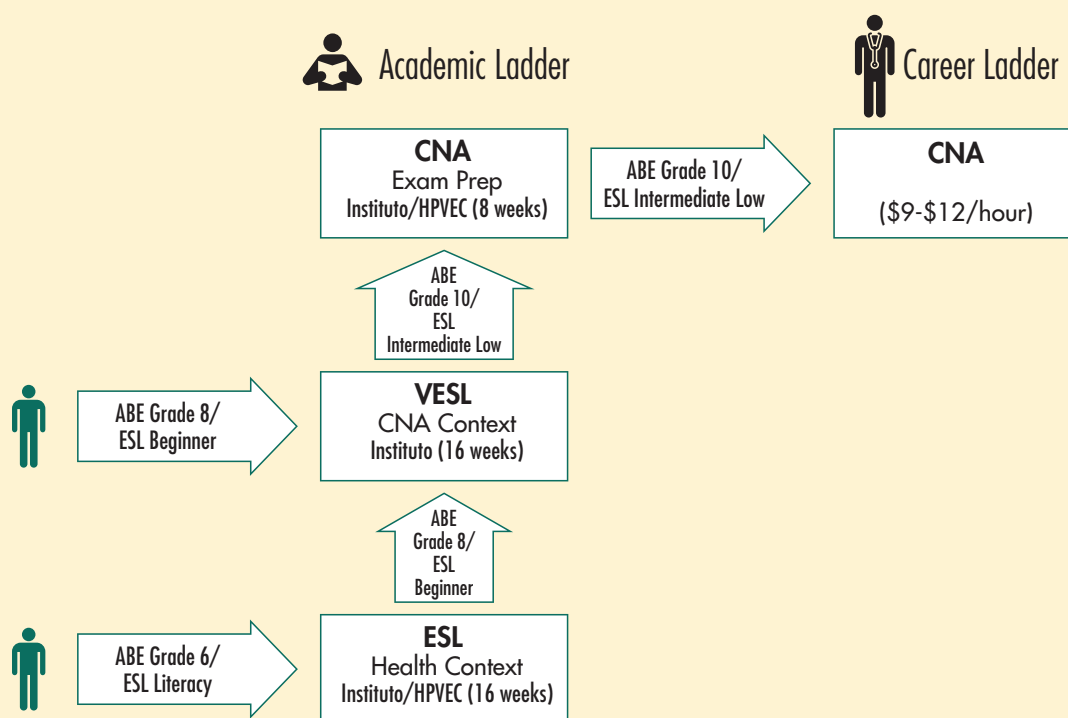 Academic Ladder
Career Ladder
CNA
Exam Prep
Instituto/HPVEC (8 weeks)
ABE Grade 10/
ESL Intermediate Low
CNA
($9-$12/hour)
ABE
Grade 10/
ESL
Intermediate Low
ABE Grade 8/
ESL Beginner
VESL
CNA Context
Instituto (16 weeks)
ABE
Grade 8/
ESL
Beginner
ABE Grade 6/
ESL Literacy
ESL
Health Context
Instituto/HPVEC (16 weeks)